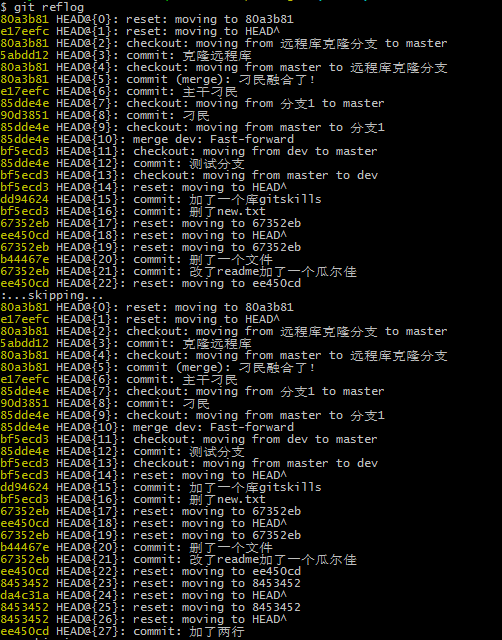 $ git reflog
80a3b81 HEAD@{0}: reset: moving to 80a3b81
e17eefc HEAD@{1}: reset: moving to HEAD^
80a3b81 HEAD@{2}: checkout: moving from 远程库克隆分支 to master
5abdd12 HEAD@{3}: commit: 克隆远程库
80a3b81 HEAD@{4}: checkout: moving from master to 远程库克隆分支
80a3b81 HEAD@{5}: commit (merge): 刁民融合了!
e17eefc HEAD@{6}: commit: 主干刁民
85dde4e HEAD@{7}: checkout: moving from 分支1 to master
90d3851 HEAD@{8}: commit: 刁民
85dde4e HEAD@{9}: checkout: moving from master to 分支1
85dde4e HEAD@{10}: merge dev: Fast-forward
bf5ecd3 HEAD@{11}: checkout: moving from dev to master
85dde4e HEAD@{12}: commit: 测试分支
bf5ecd3 HEAD@{13}: checkout: moving from master to dev
bf5ecd3 HEAD@{14}: reset: moving to HEAD^
dd94624 HEAD@{15}: commit: 加了一个库gitskills
bf5ecd3 HEAD@{16}: commit: 删了new.txt
67352eb HEAD@{17}: reset: moving to 67352eb
ee450cd HEAD@{18}: reset: moving to HEAD^
67352eb HEAD@{19}: reset: moving to 67352eb
b44467e HEAD@{20}: commit: 删了一个文件
67352eb HEAD@{21}: commit: 改了readme加了一个瓜尔佳
ee450cd HEAD@{22}: reset: moving to ee450cd
:...skipping...
80a3b81 HEAD@{0}: reset: moving to 80a3b81
e17eefc HEAD@{1}: reset: moving to HEAD^
80a3b81 HEAD@{2}: checkout: moving from 远程库克隆分支 to master
5abdd12 HEAD@{3}: commit: 克隆远程库
80a3b81 HEAD@{4}: checkout: moving from master to 远程库克隆分支
80a3b81 HEAD@{5}: commit (merge): 刁民融合了!
e17eefc HEAD@{6}: commit: 主干刁民
85dde4e HEAD@{7}: checkout: moving from 分支1 to master
90d3851 HEAD@{8}: commit: 刁民
85dde4e HEAD@{9}: checkout: moving from master to 分支1
85dde4e HEAD@{10}: merge dev: Fast-forward
bf5ecd3 HEAD@{11}: checkout: moving from dev to master
85dde4e HEAD@{12}: commit: 测试分支
bf5ecd3 HEAD@{13}: checkout: moving from master to dev
bf5ecd3 HEAD@{14}: reset: moving to HEAD^
dd94624 HEAD@{15}: commit: 加了一个库gitskills
bf5ecd3 HEAD@{16}: commit: 删了new.txt
67352eb HEAD@{17}: reset: moving to 67352eb
ee450cd HEAD@{18}: reset: moving to HEAD^
67352eb HEAD@{19}: reset: moving to 67352eb
b44467e HEAD@{20}: commit: 删了一个文件
67352eb HEAD@{21}: commit: 改了readme加了一个瓜尔佳
ee450cd HEAD@{22}: reset: moving to ee450cd
8453452 HEAD@{23}: reset: moving to 8453452
da4c31a HEAD@{24}: reset: moving to HEAD^
8453452 HEAD@{25}: reset: moving to 8453452
8453452 HEAD@{26}: reset: moving to HEAD^
ee450cd HEAD@{27}: commit: 加了两行